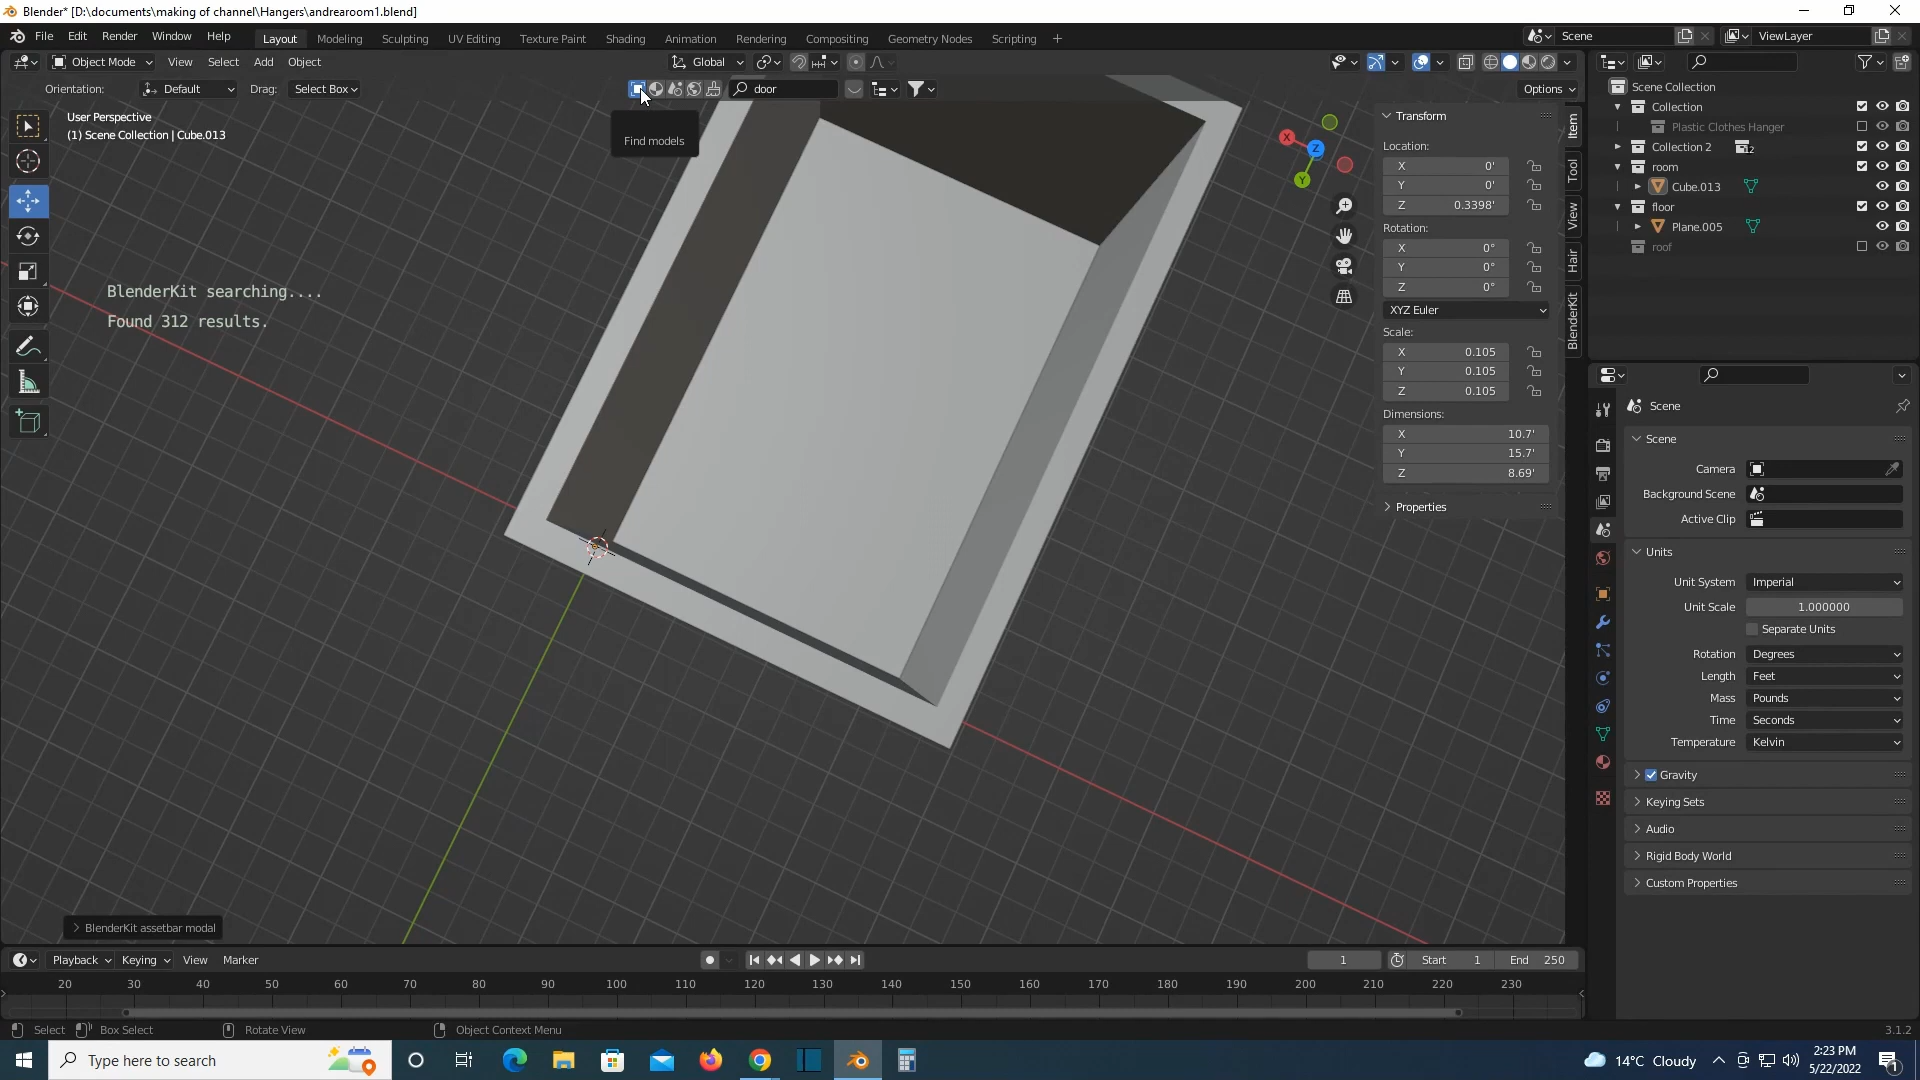 Blender* [D:\documents\making of channel\Hangers\andrearoom1.blend]
File Edit Render Window Help Layout Modeling Sculpting UV Editing Texture Paint Shading Animation Rendering Compositing Geometry Nodes Scripting + Scene ViewLayer
Object Mode View Select Add Object Global
Orientation: Default Drag: Select Box door Options
User Perspective
(1) Scene Collection | Cube.013
Find models
BlenderKit searching....
Found 312 results.
X
Y
Z
Transform
Location:
X 0'
Y 0'
Z 0.3398'
Rotation:
X 0°
Y 0°
Z 0°
XYZ Euler
Scale:
X 0.105
Y 0.105
Z 0.105
Dimensions:
X 10.7'
Y 15.7'
Z 8.69'
Properties
Item
Tool
View
Hair
BlenderKit
Scene Collection
Collection
Plastic Clothes Hanger
Collection 2 12
room
Cube.013
floor
Plane.005
roof
Scene
Scene
Camera
Background Scene
Active Clip
Units
Unit System Imperial
Unit Scale 1.000000
Separate Units
Rotation Degrees
Length Feet
Mass Pounds
Time Seconds
Temperature Kelvin
Gravity
Keying Sets
Audio
Rigid Body World
Custom Properties
BlenderKit assetbar modal
Playback Keying View Marker 1 Start 1 End 250
20 30 40 50 60 70 80 90 100 110 120 130 140 150 160 170 180 190 200 210 220 230
Select Box Select Rotate View Object Context Menu 3.1.2
Type here to search
14°C Cloudy
2:23 PM
5/22/2022
1